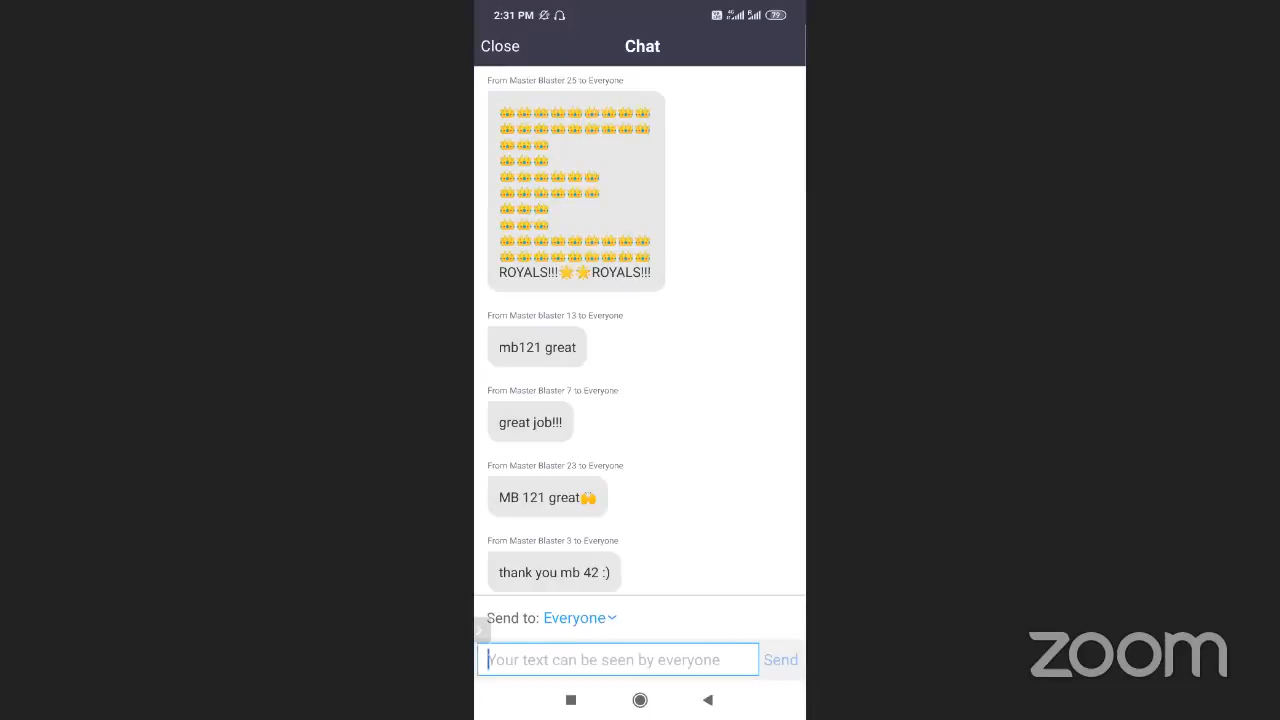 2:31 PM
77
Close
Chat
From Master Blaster 25 to Everyone
👑👑👑👑👑👑👑👑👑
👑👑👑👑👑👑👑👑👑
👑👑👑
👑👑👑
👑👑👑👑👑👑
👑👑👑👑👑👑
👑👑👑
👑👑👑
👑👑👑👑👑👑👑👑👑
👑👑👑👑👑👑👑👑👑
ROYALS!!!🌟🌟ROYALS!!!
From Master blaster 13 to Everyone
mb121 great
From Master Blaster 7 to Everyone
great job!!!
From Master Blaster 23 to Everyone
MB 121 great🙌
From Master Blaster 3 to Everyone
thank you mb 42 :)
Send to: Everyone
Your text can be seen by everyone
Send
zoom